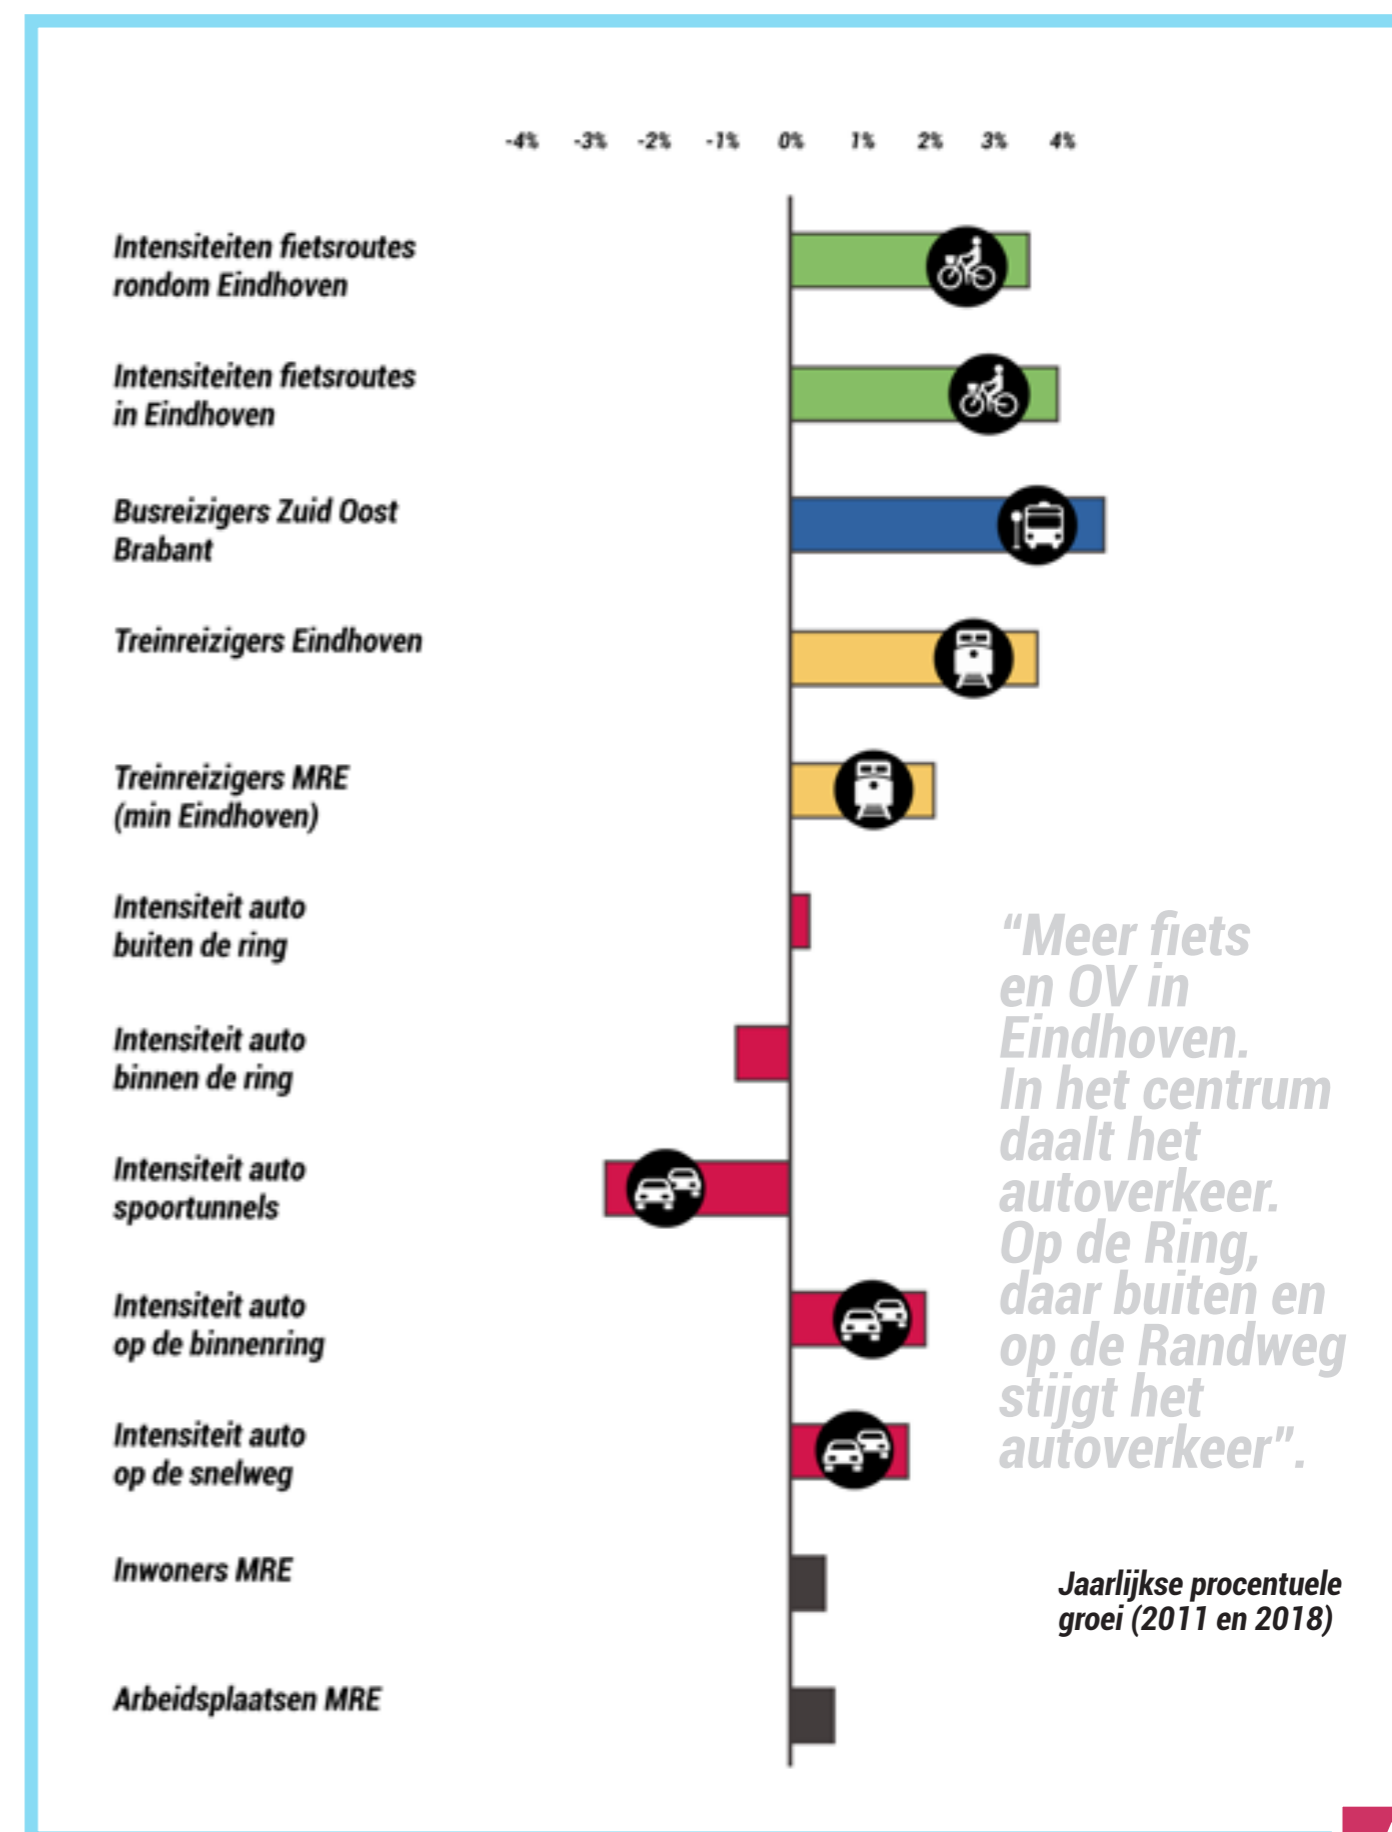 -4% -3% -2% -1% 0% 1% 2% 3% 4%
Intensiteiten fietsroutes
rondom Eindhoven
Intensiteiten fietsroutes
in Eindhoven
Busreizigers Zuid Oost
Brabant
Treinreizigers Eindhoven
Treinreizigers MRE
(min Eindhoven)
Intensiteit auto
buiten de ring
Intensiteit auto
binnen de ring
Intensiteit auto
spoortunnels
Intensiteit auto
op de binnenring
Intensiteit auto
op de snelweg
Inwoners MRE
Arbeidsplaatsen MRE
“Meer fiets
en OV in
Eindhoven.
In het centrum
daalt het
autoverkeer.
Op de Ring,
daar buiten en
op de Randweg
stijgt het
autoverkeer”.
Jaarlijkse procentuele
groei (2011 en 2018)